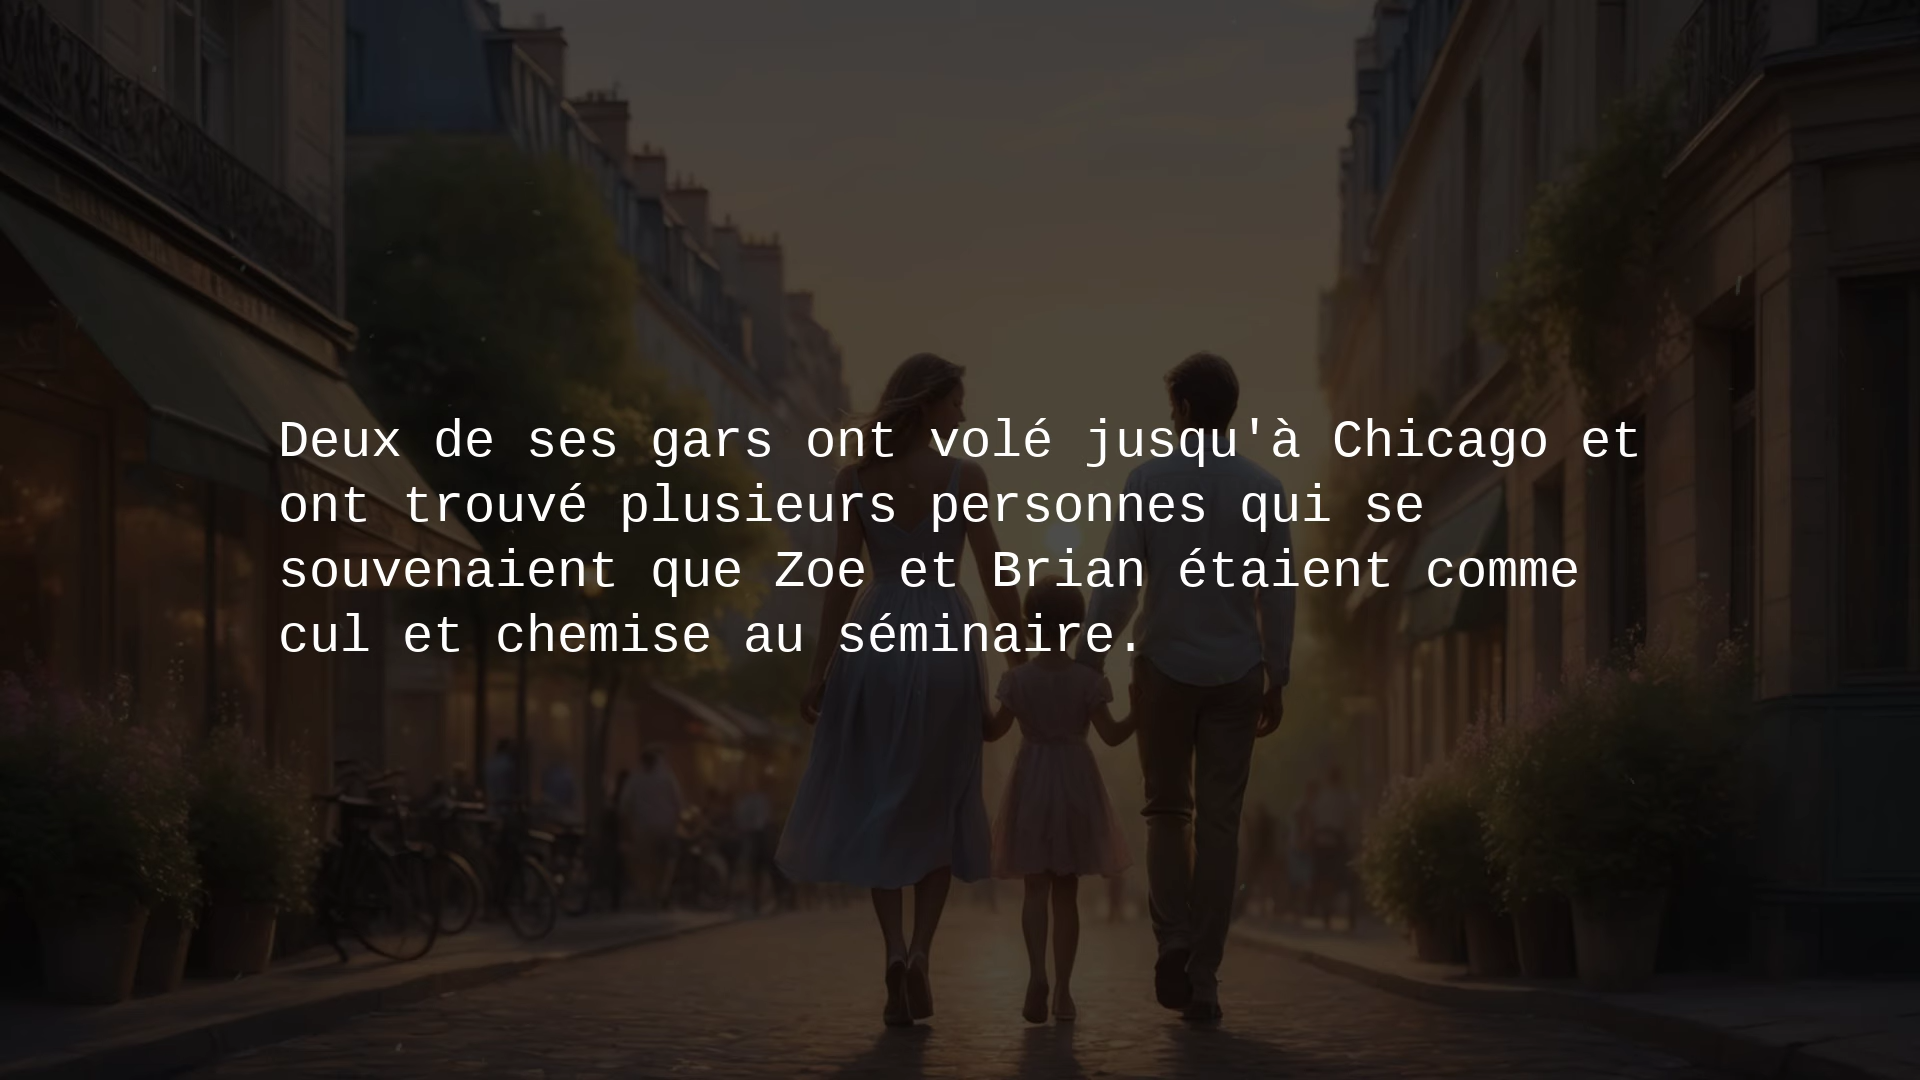 Deux de ses gars ont volé jusqu'à Chicago et
ont trouvé plusieurs personnes qui se
souvenaient que Zoe et Brian étaient comme
cul et chemise au séminaire.